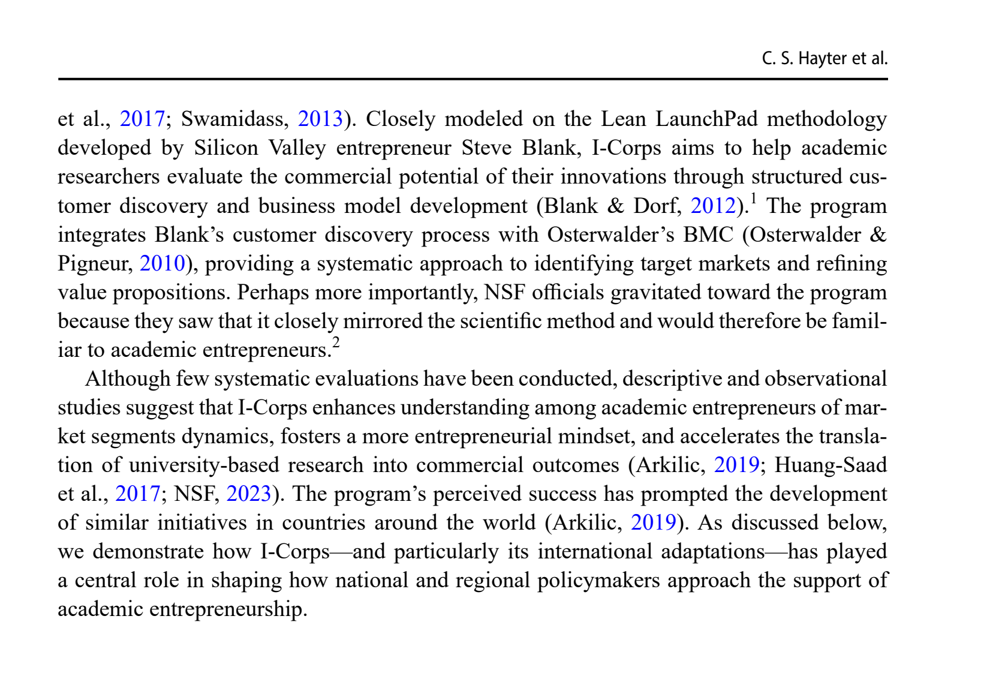 C. S. Hayter et al.
et al., 2017; Swamidass, 2013). Closely modeled on the Lean LaunchPad methodology
developed by Silicon Valley entrepreneur Steve Blank, I-Corps aims to help academic
researchers evaluate the commercial potential of their innovations through structured cus-
tomer discovery and business model development (Blank & Dorf, 2012).¹ The program
integrates Blank’s customer discovery process with Osterwalder’s BMC (Osterwalder &
Pigneur, 2010), providing a systematic approach to identifying target markets and refining
value propositions. Perhaps more importantly, NSF officials gravitated toward the program
because they saw that it closely mirrored the scientific method and would therefore be famil-
iar to academic entrepreneurs.²
Although few systematic evaluations have been conducted, descriptive and observational
studies suggest that I-Corps enhances understanding among academic entrepreneurs of mar-
ket segments dynamics, fosters a more entrepreneurial mindset, and accelerates the transla-
tion of university-based research into commercial outcomes (Arkilic, 2019; Huang-Saad
et al., 2017; NSF, 2023). The program’s perceived success has prompted the development
of similar initiatives in countries around the world (Arkilic, 2019). As discussed below,
we demonstrate how I-Corps—and particularly its international adaptations—has played
a central role in shaping how national and regional policymakers approach the support of
academic entrepreneurship.